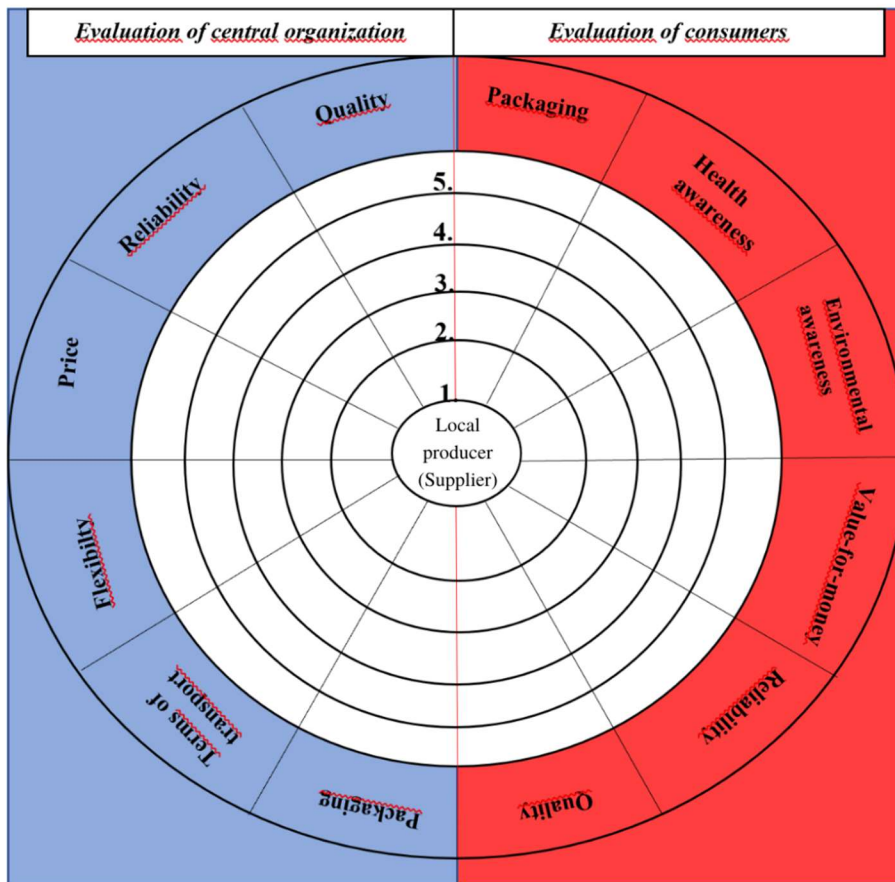 Evaluation of central organization
Evaluation of consumers
Quality
Packaging
Reliability
Health
awareness
Price
Environmental
awareness
5.
4.
3.
2.
1.
Local
producer
(Supplier)
Flexibility
Value-for-money
Terms of
transport
Reliability
Packaging
Quality